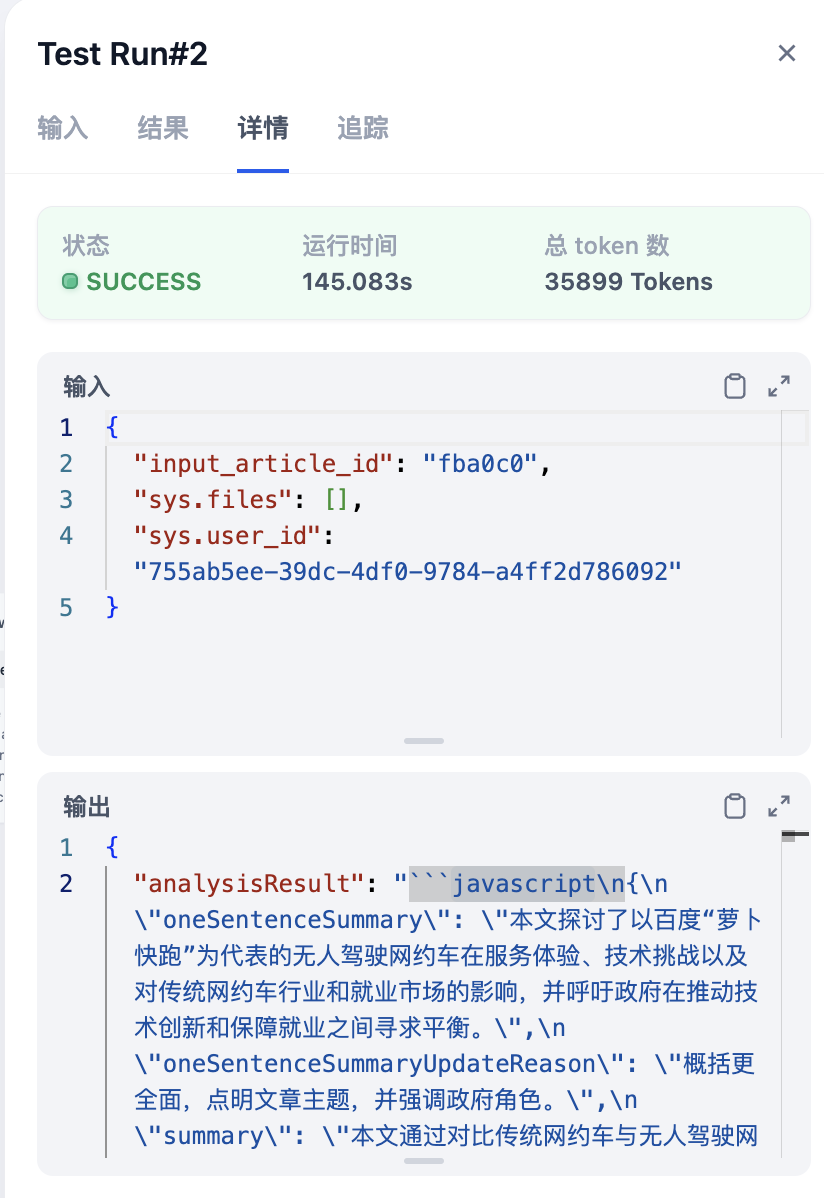 Test Run#2
输入 结果 详情 追踪
状态 运行时间 总 token 数
SUCCESS 145.083s 35899 Tokens
输入
1 {
2 "input_article_id": "fba0c0",
3 "sys.files": [],
4 "sys.user_id":
"755ab5ee-39dc-4df0-9784-a4ff2d786092"
5 }
输出
1 {
2 "analysisResult": "```javascript\n{\n
\"oneSentenceSummary\": \"本文探讨了以百度“萝卜
快跑”为代表的无人驾驶网约车在服务体验、技术挑战以及
对传统网约车行业和就业市场的影响，并呼吁政府在推动技
术创新和保障就业之间寻求平衡。\",\n
\"oneSentenceSummaryUpdateReason\": \"概括更
全面，点明文章主题，并强调政府角色。\",\n
\"summary\": \"本文通过对比传统网约车与无人驾驶网